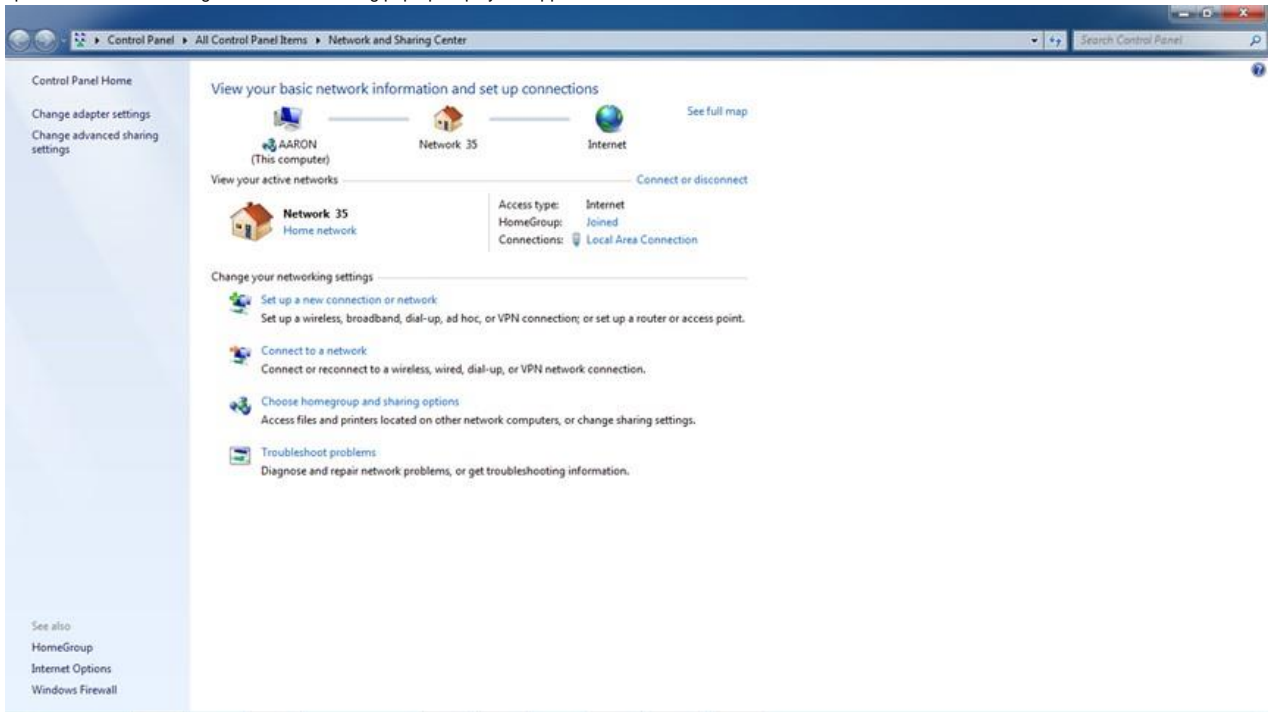 Control Panel ▸ All Control Panel Items ▸ Network and Sharing Center
Search Control Panel
Control Panel Home
Change adapter settings
Change advanced sharing
settings
View your basic network information and set up connections
See full map
AARON
(This computer)
Network 35
Internet
View your active networks
Connect or disconnect
Network 35
Home network
Access type: Internet
HomeGroup: Joined
Connections: Local Area Connection
Change your networking settings
Set up a new connection or network
Set up a wireless, broadband, dial-up, ad hoc, or VPN connection; or set up a router or access point.
Connect to a network
Connect or reconnect to a wireless, wired, dial-up, or VPN network connection.
Choose homegroup and sharing options
Access files and printers located on other network computers, or change sharing settings.
Troubleshoot problems
Diagnose and repair network problems, or get troubleshooting information.
See also
HomeGroup
Internet Options
Windows Firewall